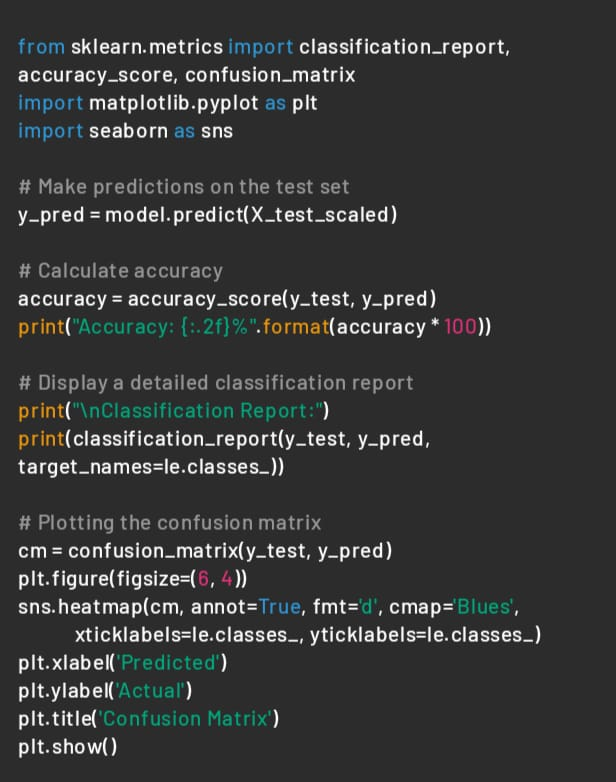 from sklearn.metrics import classification_report,
accuracy_score, confusion_matrix
import matplotlib.pyplot as plt
import seaborn as sns
# Make predictions on the test set
y_pred = model.predict(X_test_scaled)
# Calculate accuracy
accuracy = accuracy_score(y_test, y_pred)
print("Accuracy: {:.2f}%".format(accuracy * 100))
# Display a detailed classification report
print("\nClassification Report:")
print(classification_report(y_test, y_pred,
target_names=le.classes_))
# Plotting the confusion matrix
cm = confusion_matrix(y_test, y_pred)
plt.figure(figsize=(6, 4))
sns.heatmap(cm, annot=True, fmt='d', cmap='Blues',
xticklabels=le.classes_, yticklabels=le.classes_)
plt.xlabel('Predicted')
plt.ylabel('Actual')
plt.title('Confusion Matrix')
plt.show()